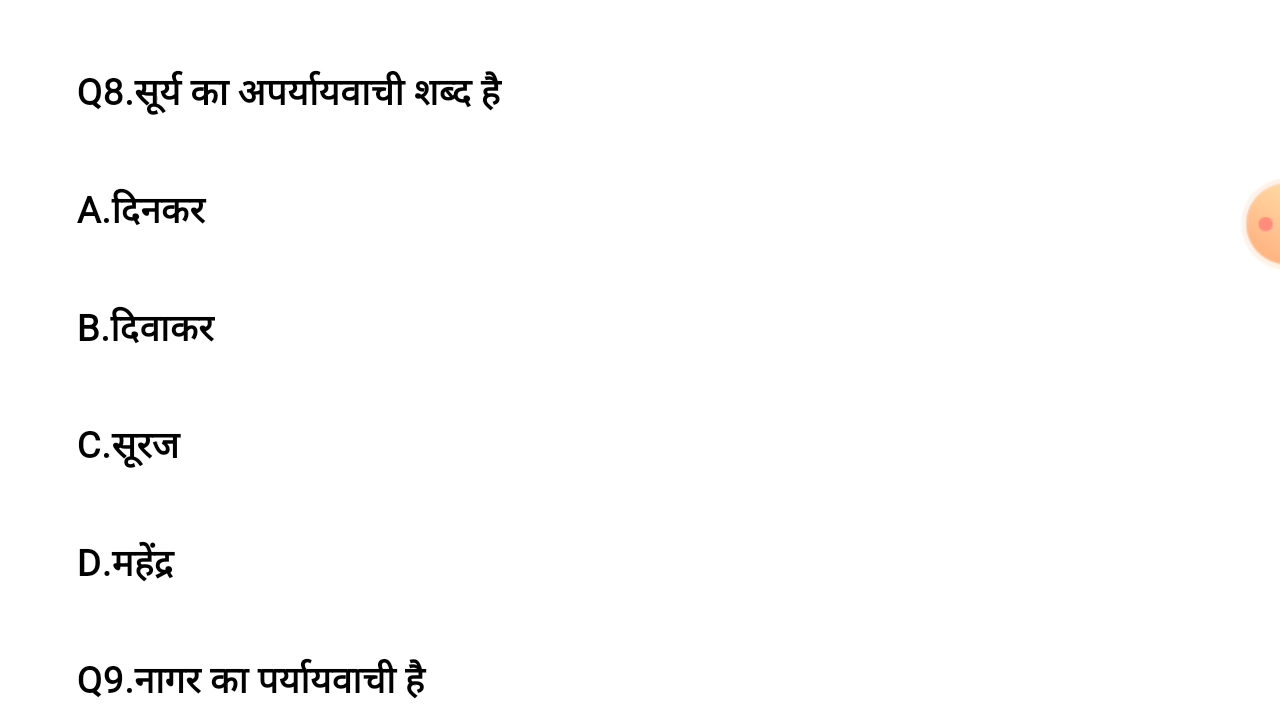 Q8.सूर्य का अपर्यायवाची शब्द है
A.दिनकर
B.दिवाकर
C.सूरज
D.महेंद्र
Q9.नागर का पर्यायवाची है